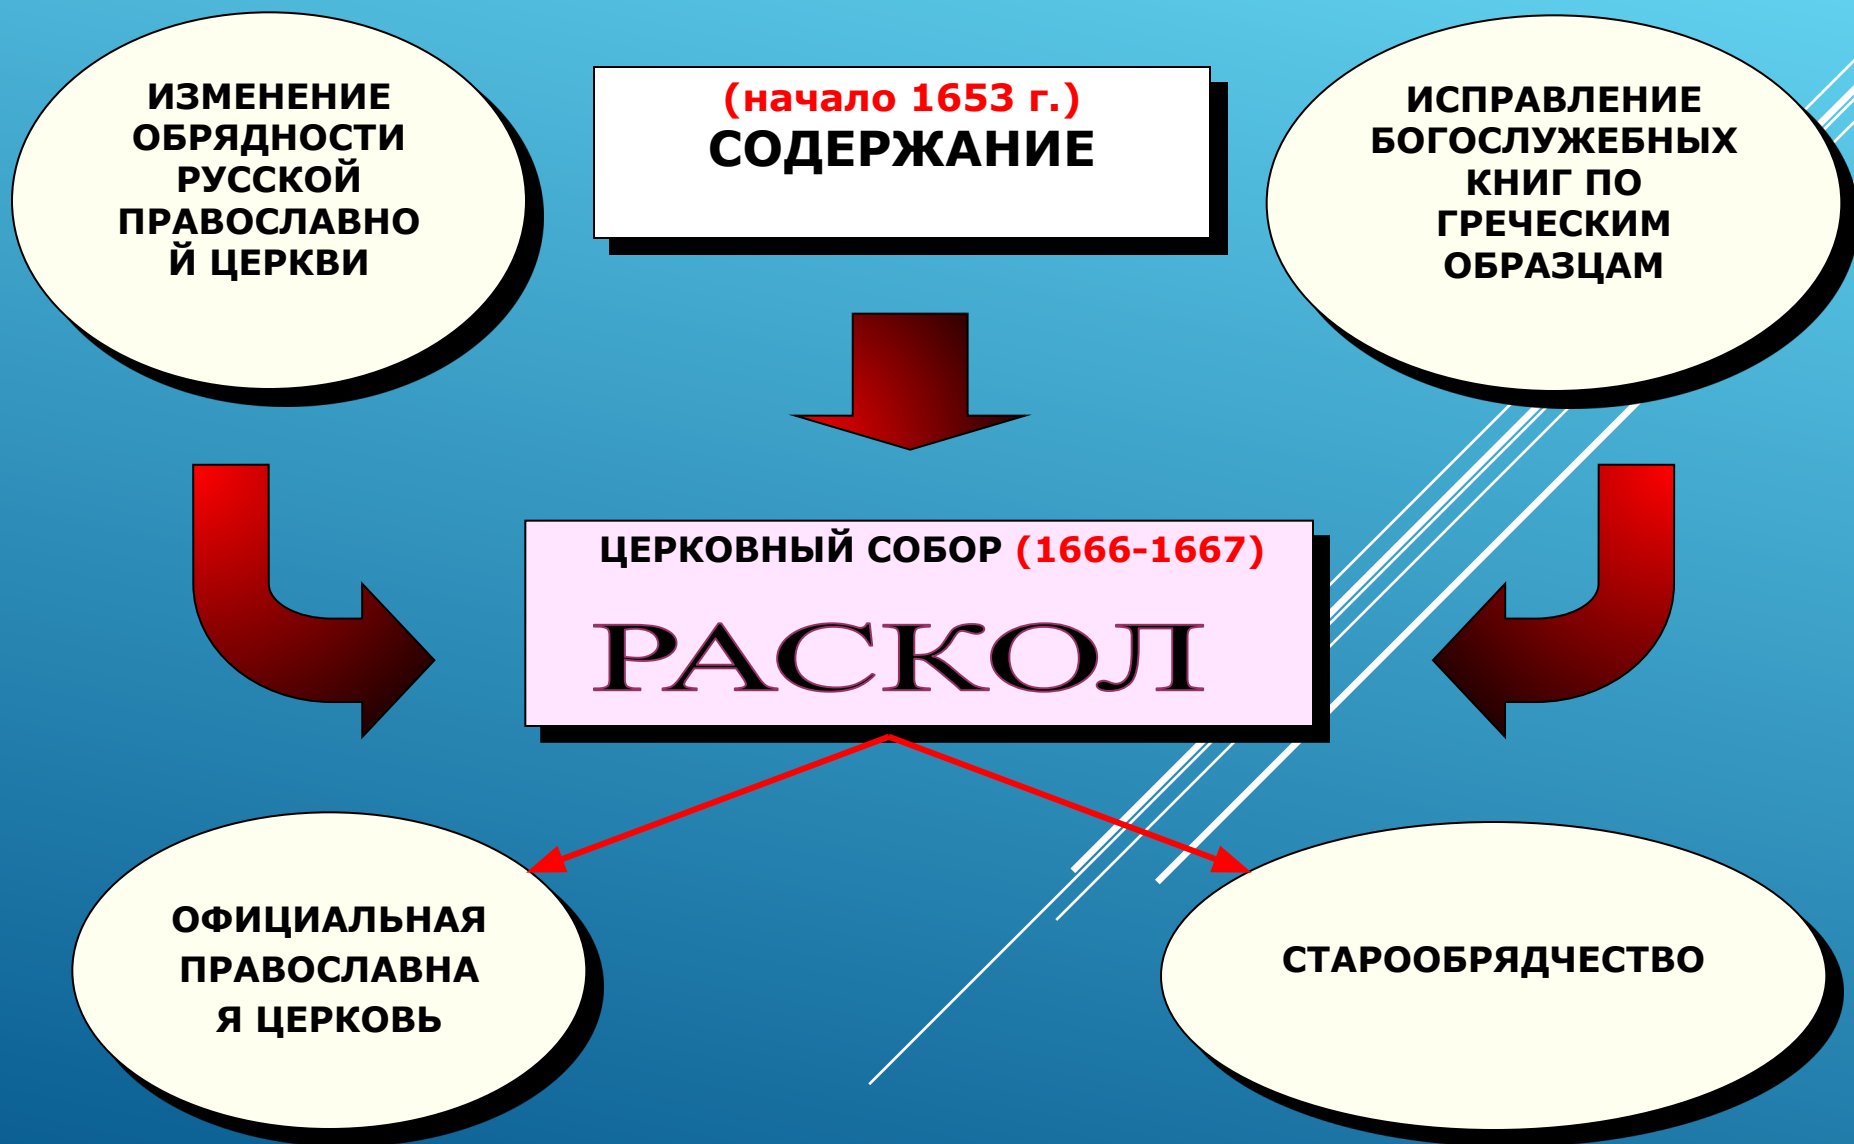 ИЗМЕНЕНИЕ
ОБРЯДНОСТИ
РУССКОЙ
ПРАВОСЛАВНО
Й ЦЕРКВИ
(начало 1653 г.)
СОДЕРЖАНИЕ
ИСПРАВЛЕНИЕ
БОГОСЛУЖЕБНЫХ
КНИГ ПО
ГРЕЧЕСКИМ
ОБРАЗЦАМ
ЦЕРКОВНЫЙ СОБОР (1666-1667)
РАСКОЛ
ОФИЦИАЛЬНАЯ
ПРАВОСЛАВНА
Я ЦЕРКОВЬ
СТАРООБРЯДЧЕСТВО